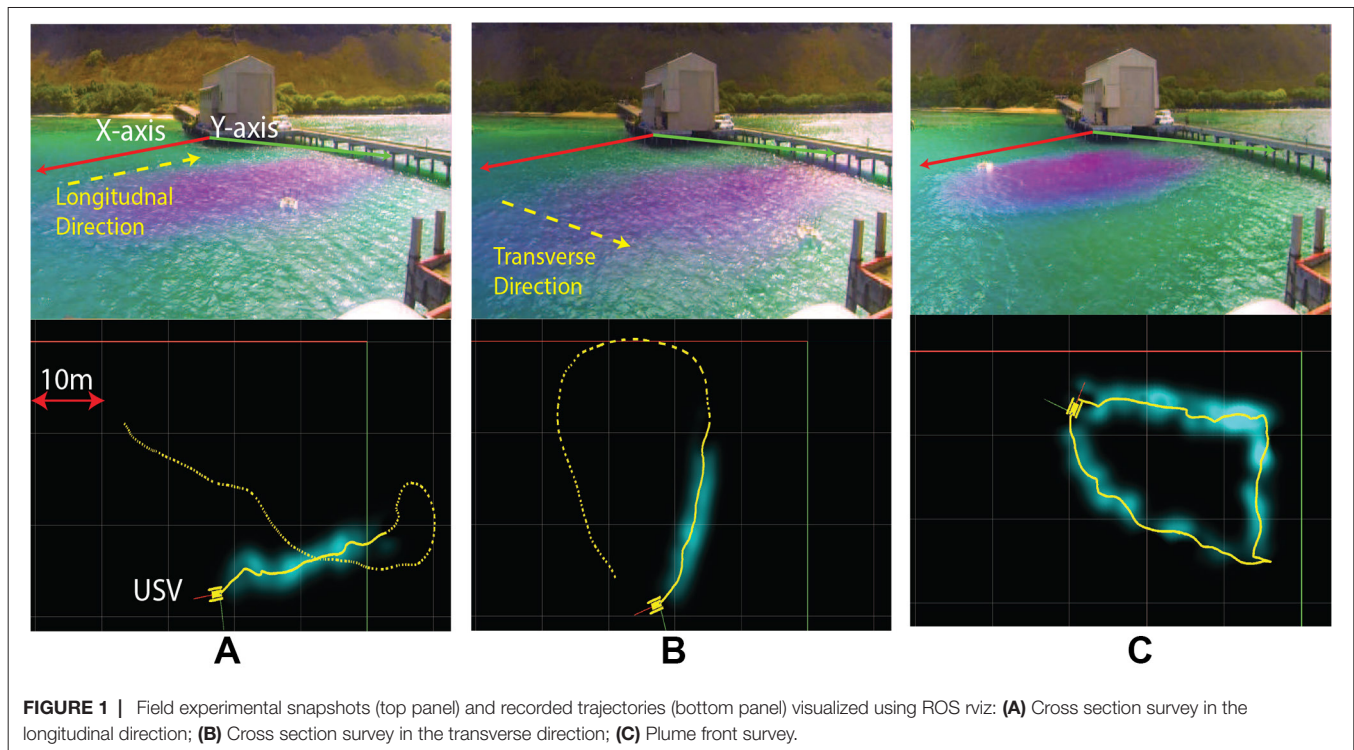 X-axis
Y-axis
Longitudnal
Direction
Transverse
Direction
10m
USV
A
B
C
FIGURE 1 | Field experimental snapshots (top panel) and recorded trajectories (bottom panel) visualized using ROS rviz: (A) Cross section survey in the
longitudinal direction; (B) Cross section survey in the transverse direction; (C) Plume front survey.